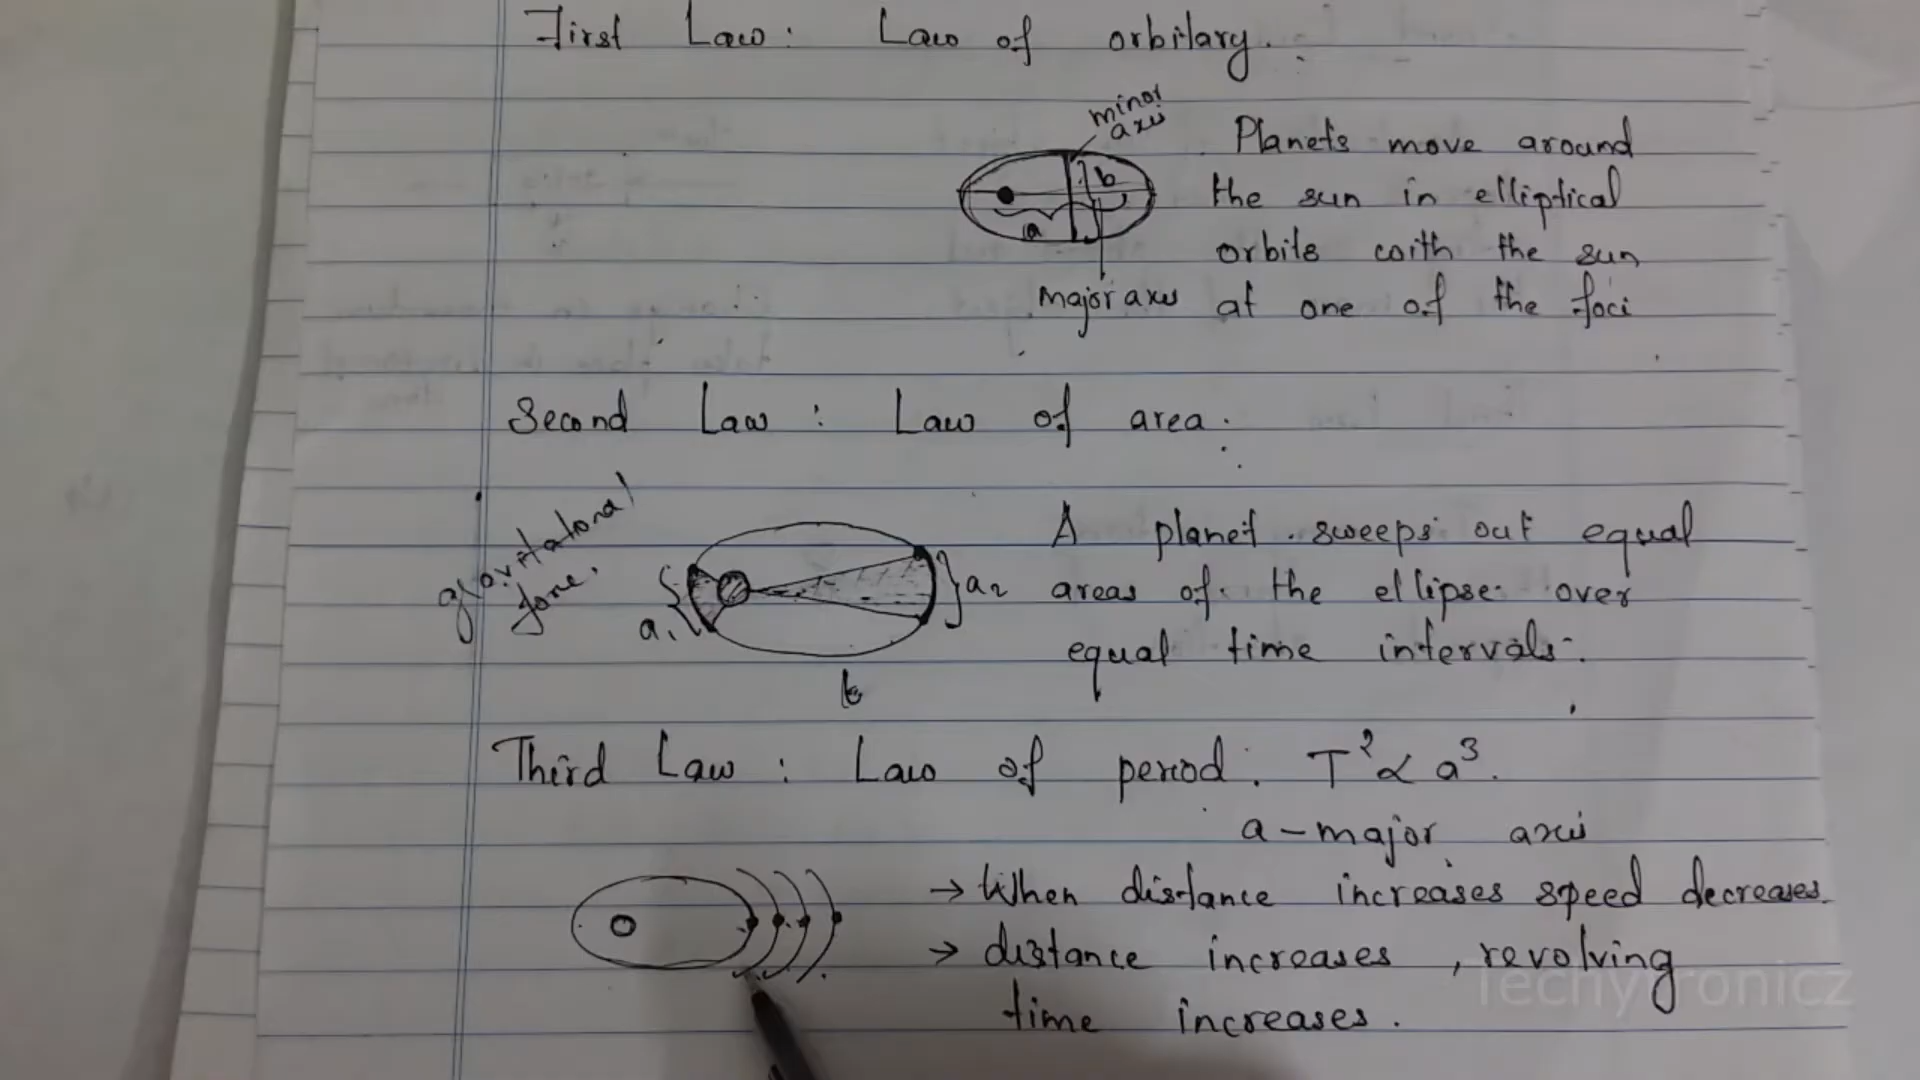 First Law: Law of orbitary.
minor
axis
b
a
major axis
Planets move around
the sun in elliptical
orbits with the sun
at one of the foci
Second Law : Law of area.
gravitational
force.
a1
a2
t
A planet sweeps out equal
areas of the ellipse over
equal time intervals.
Third Law : Law of period. T² ∝ a³.
a - major axis
→ When distance increases speed decreases.
→ distance increases, revolving
time increases.
Techytronicz